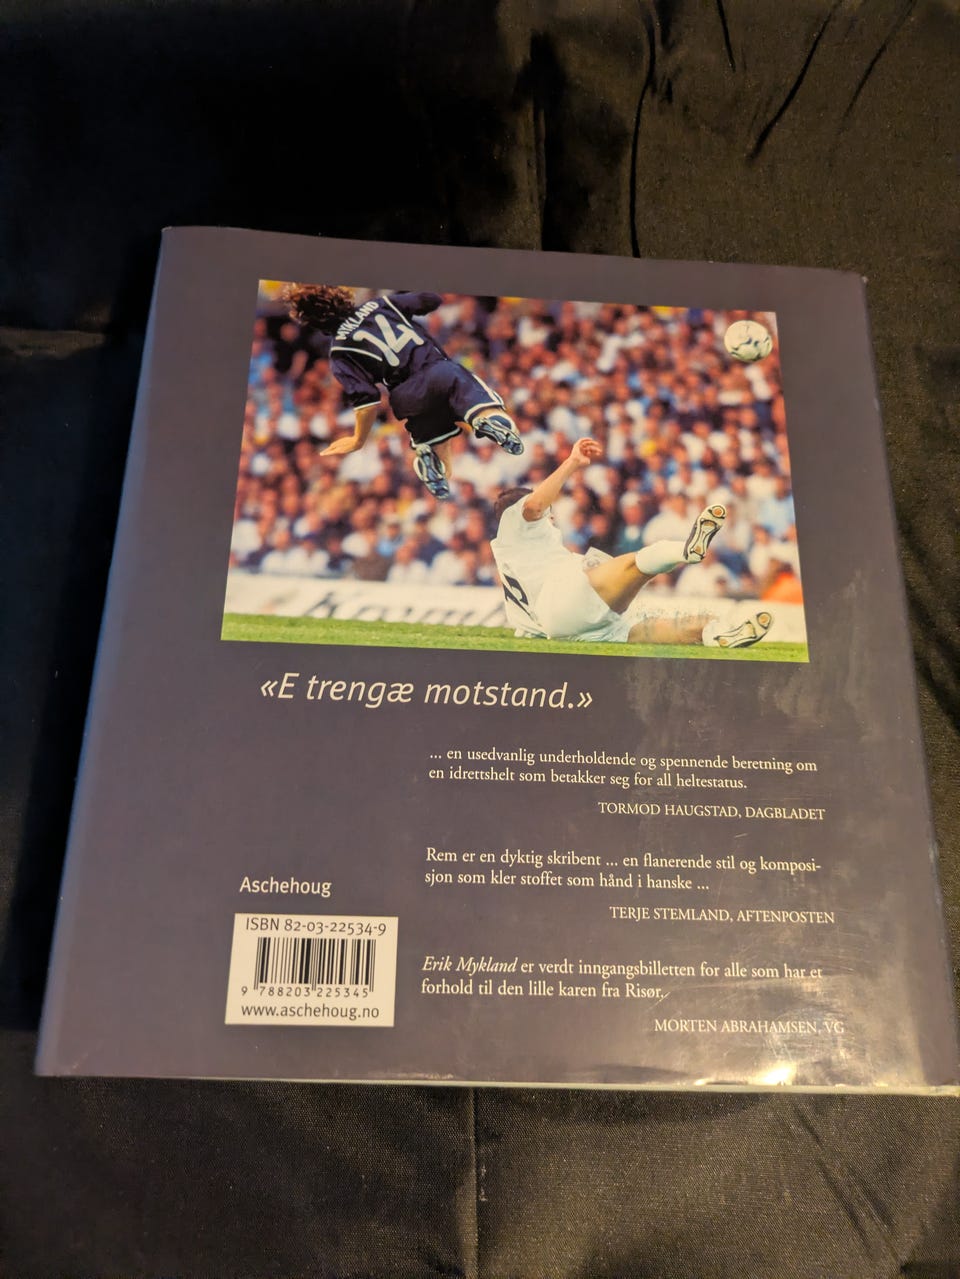 MYKLAND
14
«E trengæ motstand.»
... en usedvanlig underholdende og spennende beretning om
en idrettshelt som betakker seg for all heltestatus.
TORMOD HAUGSTAD, DAGBLADET
Rem er en dyktig skribent ... en flanerende stil og komposi-
sjon som kler stoffet som hånd i hanske ...
TERJE STEMLAND, AFTENPOSTEN
Erik Mykland er verdt inngangsbilletten for alle som har et
forhold til den lille karen fra Risør.
MORTEN ABRAHAMSEN, VG
Aschehoug
ISBN 82-03-22534-9
9 788203 225345
www.aschehoug.no